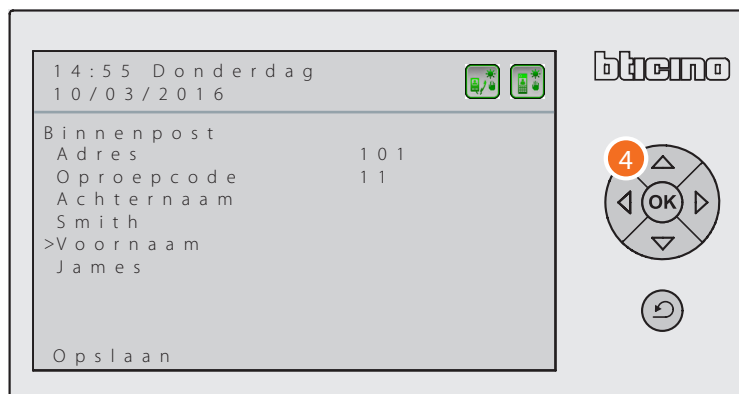 14:55 Donderdag
10/03/2016
bticino
Binnenpost
Adres 101
Oproepcode 11
Achternaam
Smith
>Voornaam
James
Opslaan
4
OK